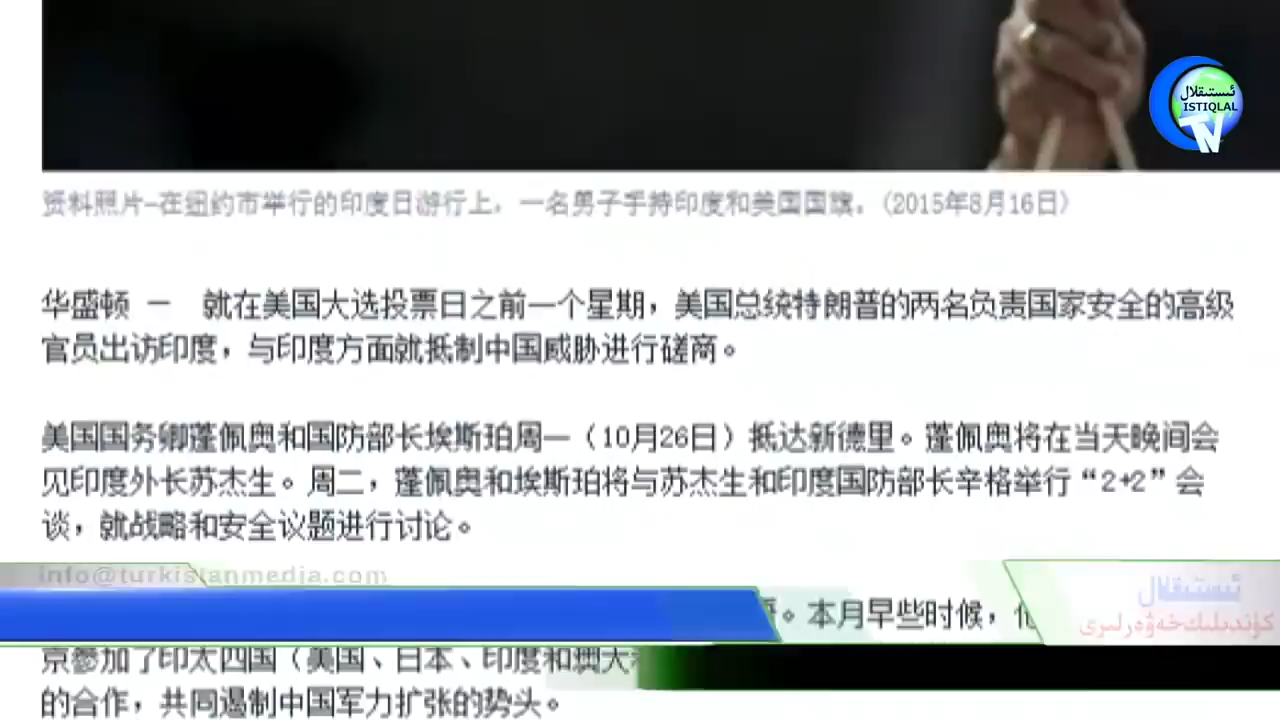 ئىستىقلال
ISTIQLAL
TV
资料照片-在纽约市举行的印度日游行上，一名男子手持印度和美国国旗。(2015年8月16日)
华盛顿 — 就在美国大选投票日之前一个星期，美国总统特朗普的两名负责国家安全的高级
官员出访印度，与印度方面就抵制中国威胁进行磋商。
美国国务卿蓬佩奥和国防部长埃斯珀周一（10月26日）抵达新德里。蓬佩奥将在当天晚间会
见印度外长苏杰生。周二，蓬佩奥和埃斯珀将与苏杰生和印度国防部长辛格举行“2+2”会
谈，就战略和安全议题进行讨论。
info@turkistanmedia.com
ئىستىقلال
。本月早些时候，他
كۈندىلىك خەۋەرلىرى
京参加了印太四国（美国、日本、印度和澳大
的合作，共同遏制中国军力扩张的势头。